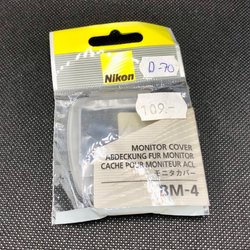 Nikon
D-70
109.-
MONITOR COVER
ABDECKUNG FÜR MONITOR
CACHE POUR MONITEUR ACL
モニタカバー
BM-4